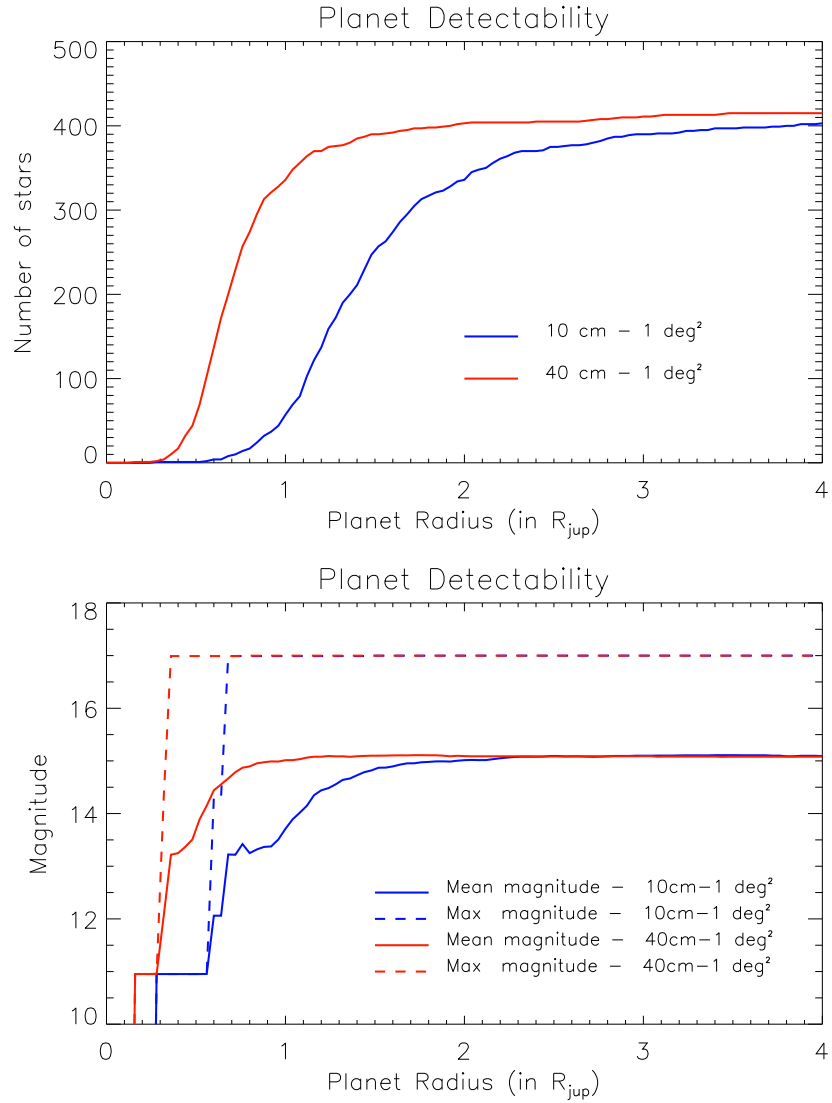 Planet Detectability
500
400
300
200
100
0
Number of stars
10 cm − 1 deg²
40 cm − 1 deg²
0 1 2 3 4
Planet Radius (in R_jup)
Planet Detectability
18
16
14
12
10
Magnitude
Mean magnitude − 10cm−1 deg²
Max magnitude − 10cm−1 deg²
Mean magnitude − 40cm−1 deg²
Max magnitude − 40cm−1 deg²
0 1 2 3 4
Planet Radius (in R_jup)